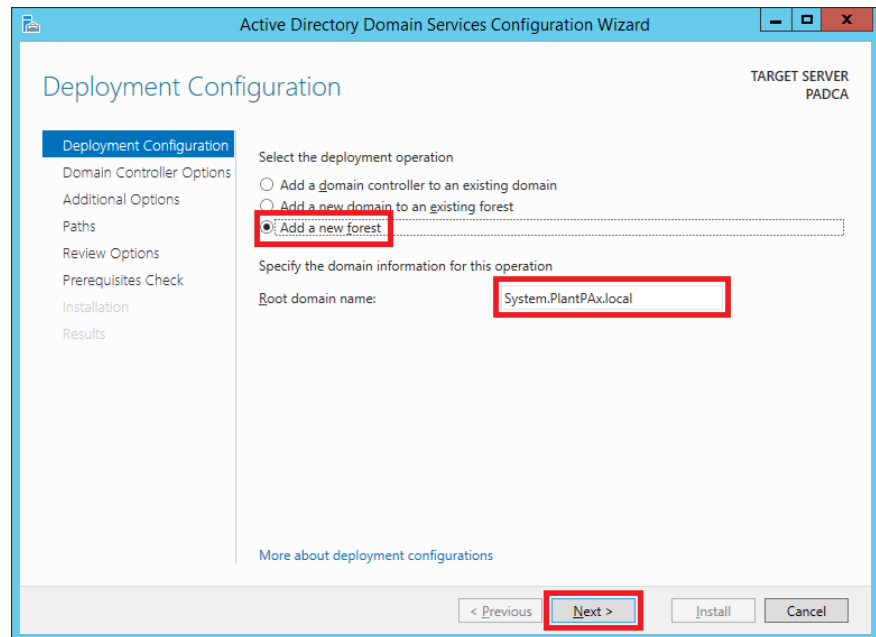 Active Directory Domain Services Configuration Wizard
Deployment Configuration
TARGET SERVER
PADCA
Deployment Configuration
Domain Controller Options
Additional Options
Paths
Review Options
Prerequisites Check
Installation
Results
Select the deployment operation
Add a domain controller to an existing domain
Add a new domain to an existing forest
Add a new forest
Specify the domain information for this operation
Root domain name: System.PlantPAx.local
More about deployment configurations
< Previous Next > Install Cancel